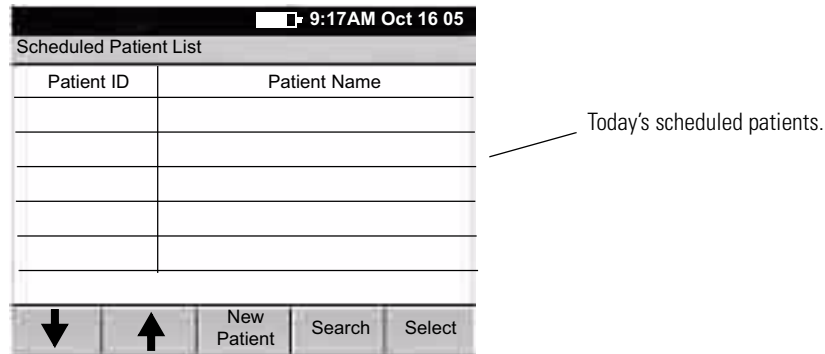 9:17AM Oct 16 05
Scheduled Patient List
Patient ID Patient Name
Today's scheduled patients.
New Patient Search Select